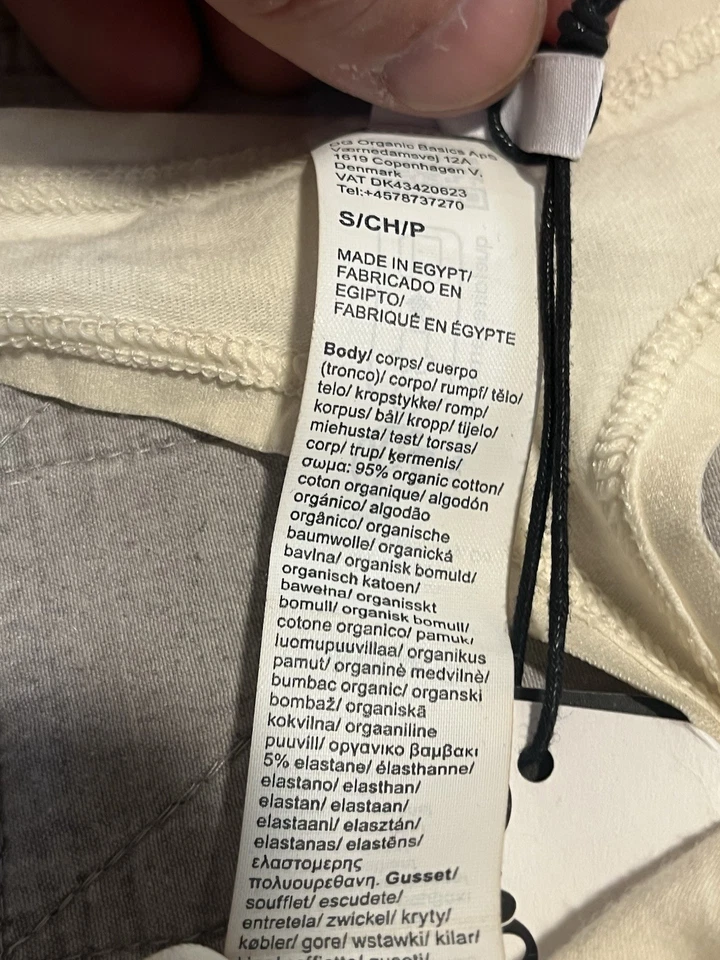 Organic Basics ApS
Værnedamsvej 12A
1619 Copenhagen V,
Denmark
VAT DK43420623
Tel:+4578737270
S/CH/P
MADE IN EGYPT/
FABRICADO EN
EGIPTO/
FABRIQUÉ EN ÉGYPTE
Body/ corps/ cuerpo
(tronco)/ corpo/ rumpf/ tělo/
telo/ kropstykke/ romp/
korpus/ bål/ kropp/ tijelo/
miehusta/ test/ torsas/
corp/ trup/ ķermenis/
σωμα: 95% organic cotton/
coton organique/ algodón
orgánico/ algodão
orgânico/ organische
baumwolle/ organická
bavlna/ organisk bomuld/
organisch katoen/
bawełna/ organisskt
bomull/ organisk bomull/
cotone organico/ pamuk/
luomupuuvillaa/ organikus
pamut/ organinė medvilnė/
bumbac organic/ organski
bombaž/ organiskā
kokvilna/ orgaaniline
puuvill/ οργανικο βαμβακι
5% elastane/ élasthanne/
elastano/ elasthan/
elastan/ elastaan/
elastaani/ elasztán/
elastanas/ elastēns/
ελαστομερης
πολυουρεθανη. Gusset/
soufflet/ escudete/
entretela/ zwickel/ kryty/
købler/ gore/ wstawki/ kilar/